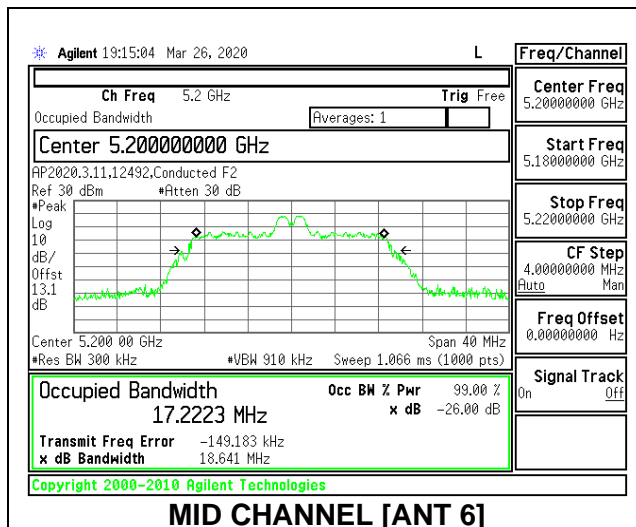 Agilent 19:15:04 Mar 26, 2020 L
Freq/Channel
Ch Freq 5.2 GHz Trig Free
Occupied Bandwidth Averages: 1
Center 5.200000000 GHz
AP2020.3.11,12492,Conducted F2
Ref 30 dBm #Atten 30 dB
#Peak
Log
10
dB/
Offst
13.1
dB
Center 5.200 00 GHz Span 40 MHz
#Res BW 300 kHz #VBW 910 kHz Sweep 1.066 ms (1000 pts)
Occupied Bandwidth Occ BW % Pwr 99.00 %
17.2223 MHz x dB -26.00 dB
Transmit Freq Error -149.183 kHz
x dB Bandwidth 18.641 MHz
Copyright 2000-2010 Agilent Technologies
Center Freq
5.20000000 GHz
Start Freq
5.18000000 GHz
Stop Freq
5.22000000 GHz
CF Step
4.00000000 MHz
Auto Man
Freq Offset
0.00000000 Hz
Signal Track
On Off
MID CHANNEL [ANT 6]